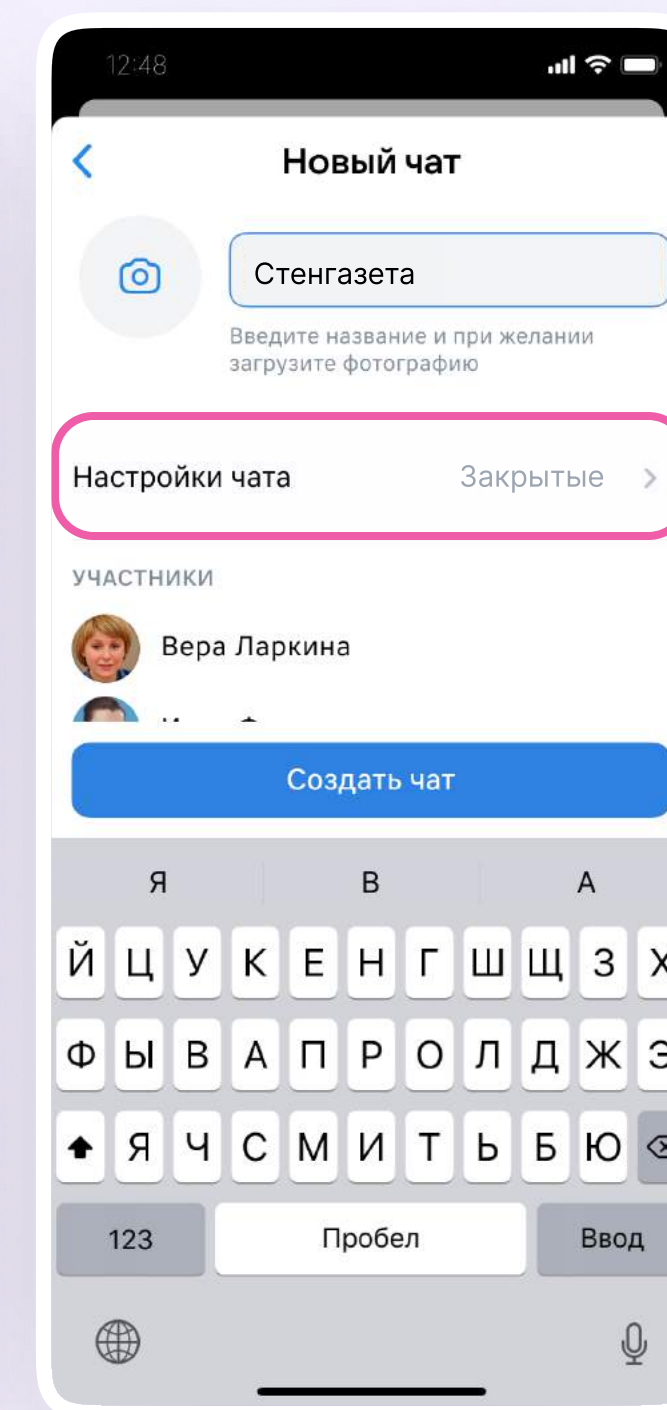 12:48
Новый чат
Стенгазета
Введите название и при желании
загрузите фотографию
Настройки чата Закрытые
УЧАСТНИКИ
Вера Ларкина
Создать чат
Я В А
Й Ц У К Е Н Г Ш Щ З Х
Ф Ы В А П Р О Л Д Ж Э
Я Ч С М И Т Ь Б Ю
123 Пробел Ввод